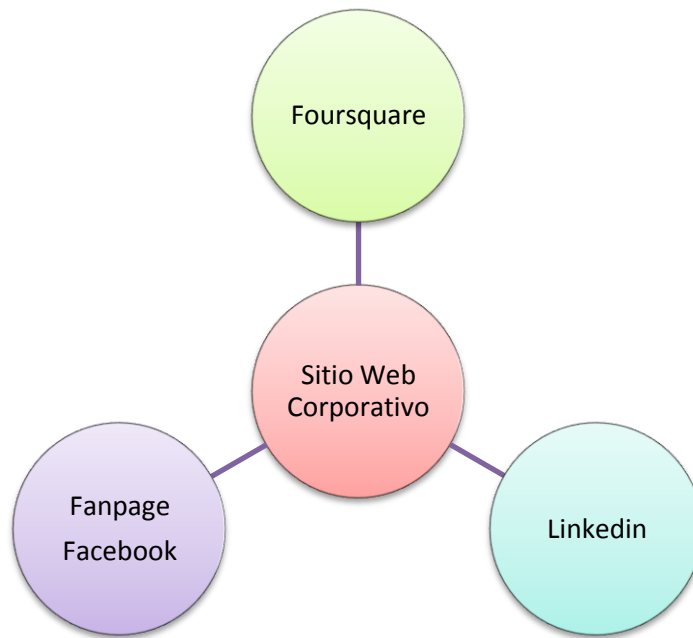 Foursquare
Sitio Web
Corporativo
Fanpage
Facebook
Linkedin